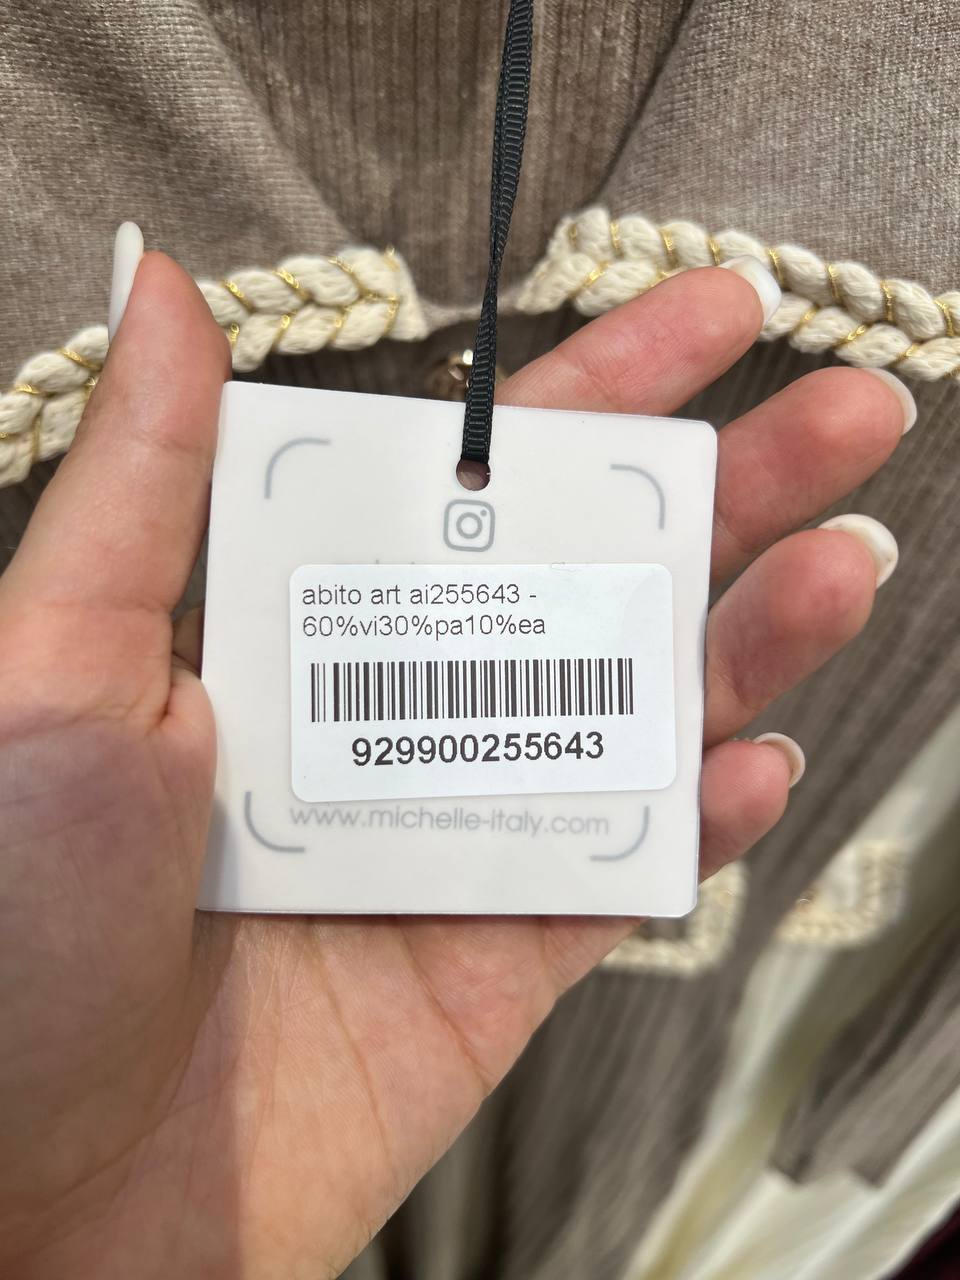 abito art ai255643 -
60%vi30%pa10%ea
929900255643
www.michelle-italy.com